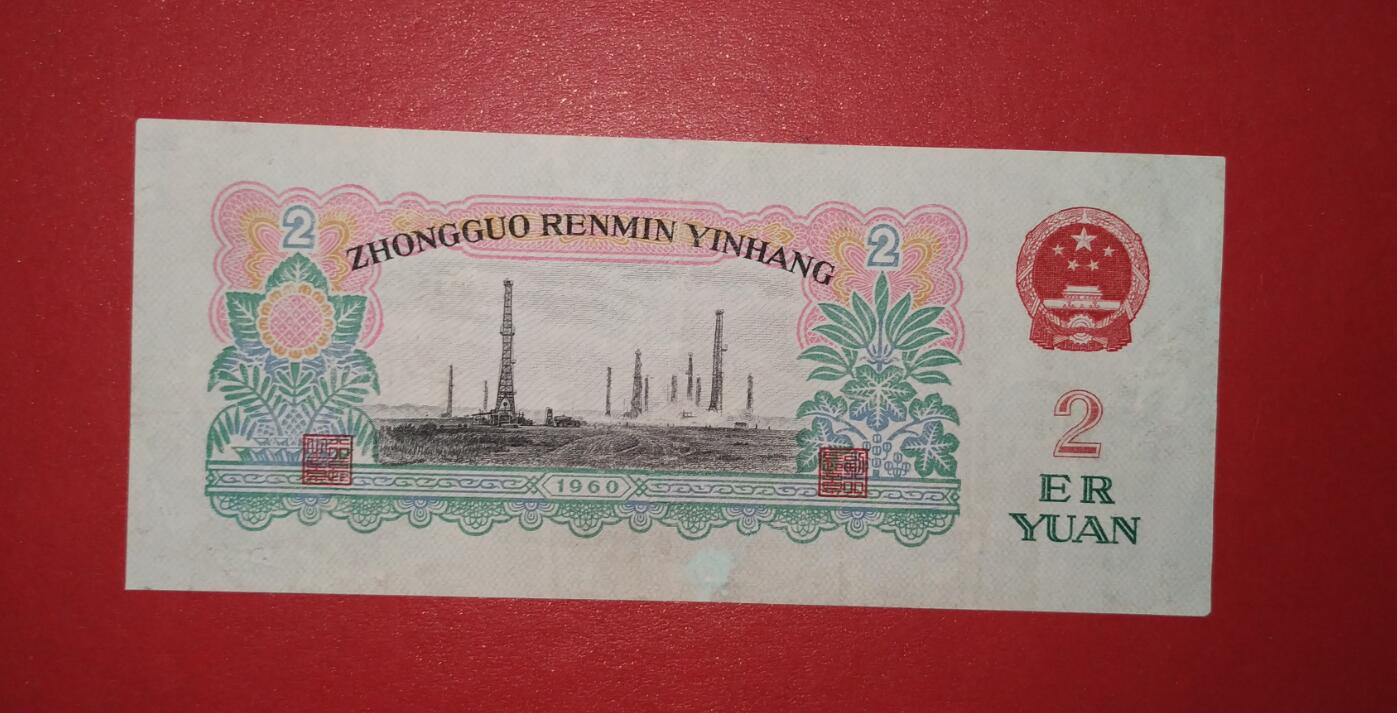 2
2
ZHONGGUO RENMIN YINHANG
1960
2
ER
YUAN